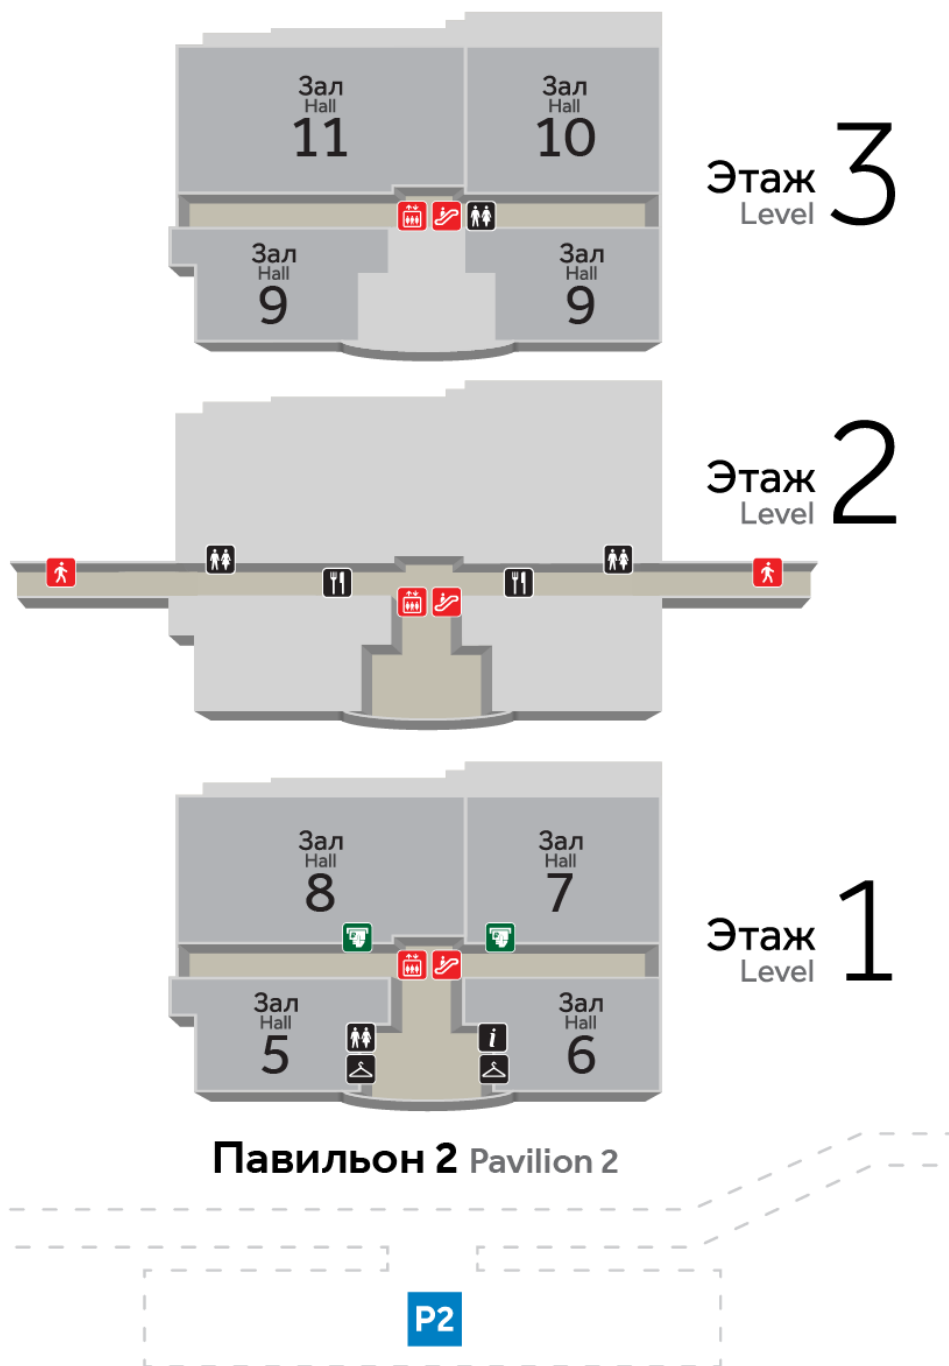 Зал
Hall
11
Зал
Hall
10
Этаж
Level
3
Зал
Hall
9
Зал
Hall
9
Этаж
Level
2
Зал
Hall
8
Зал
Hall
7
Этаж
Level
1
Зал
Hall
5
Зал
Hall
6
i
Павильон 2 Pavilion 2
P2